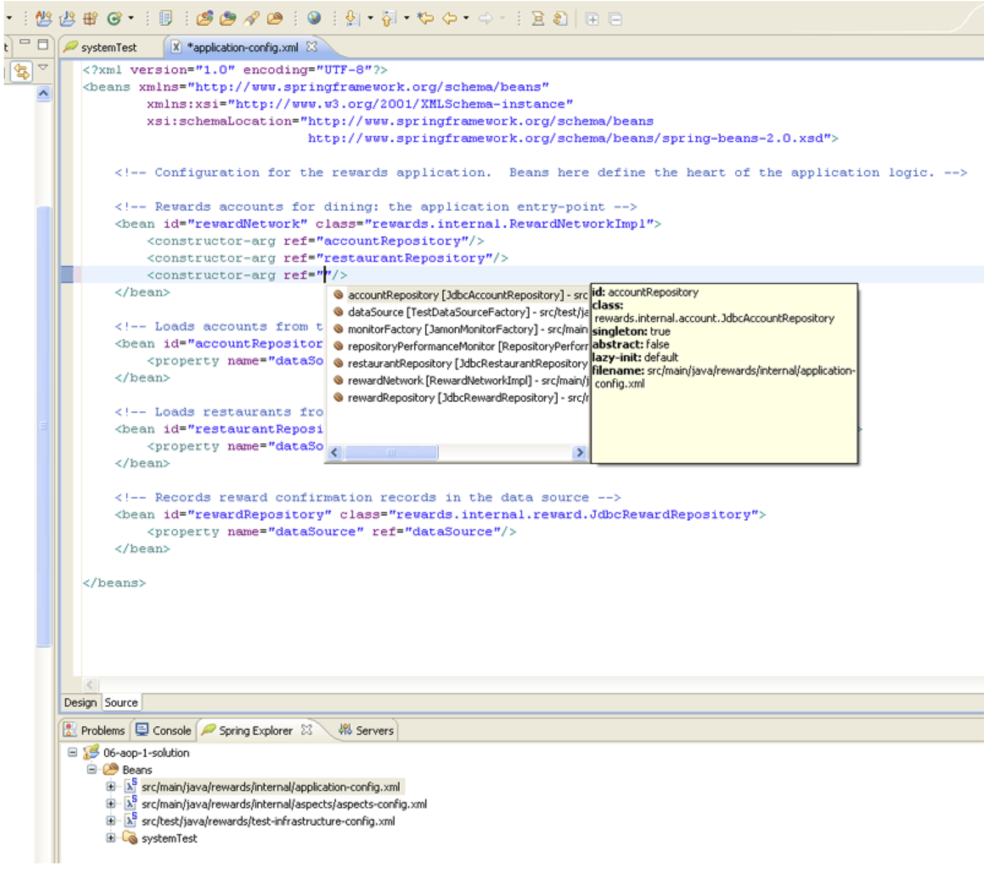 t
systemTest
*application-config.xml
<?xml version="1.0" encoding="UTF-8"?>
<beans xmlns="http://www.springframework.org/schema/beans"
xmlns:xsi="http://www.w3.org/2001/XMLSchema-instance"
xsi:schemaLocation="http://www.springframework.org/schema/beans
http://www.springframework.org/schema/beans/spring-beans-2.0.xsd">
<!-- Configuration for the rewards application.  Beans here define the heart of the application logic. -->
<!-- Rewards accounts for dining: the application entry-point -->
<bean id="rewardNetwork" class="rewards.internal.RewardNetworkImpl">
<constructor-arg ref="accountRepository"/>
<constructor-arg ref="restaurantRepository"/>
<constructor-arg ref=""/>
</bean>
<!-- Loads accounts from t
<bean id="accountRepositor
<property name="dataSo
</bean>
<!-- Loads restaurants fro
<bean id="restaurantReposi
<property name="dataSo
</bean>
accountRepository [JdbcAccountRepository] - src
dataSource [TestDataSourceFactory] - src/test/ja
monitorFactory [JamonMonitorFactory] - src/main
repositoryPerformanceMonitor [RepositoryPerforr
restaurantRepository [JdbcRestaurantRepository
rewardNetwork [RewardNetworkImpl] - src/main/j
rewardRepository [JdbcRewardRepository] - src/r
id: accountRepository
class:
rewards.internal.account.JdbcAccountRepository
singleton: true
abstract: false
lazy-init: default
filename: src/main/java/rewards/internal/application-
config.xml
<!-- Records reward confirmation records in the data source -->
<bean id="rewardRepository" class="rewards.internal.reward.JdbcRewardRepository">
<property name="dataSource" ref="dataSource"/>
</bean>
</beans>
Design Source
Problems Console Spring Explorer Servers
06-aop-1-solution
Beans
src/main/java/rewards/internal/application-config.xml
src/main/java/rewards/internal/aspects/aspects-config.xml
src/test/java/rewards/test-infrastructure-config.xml
systemTest